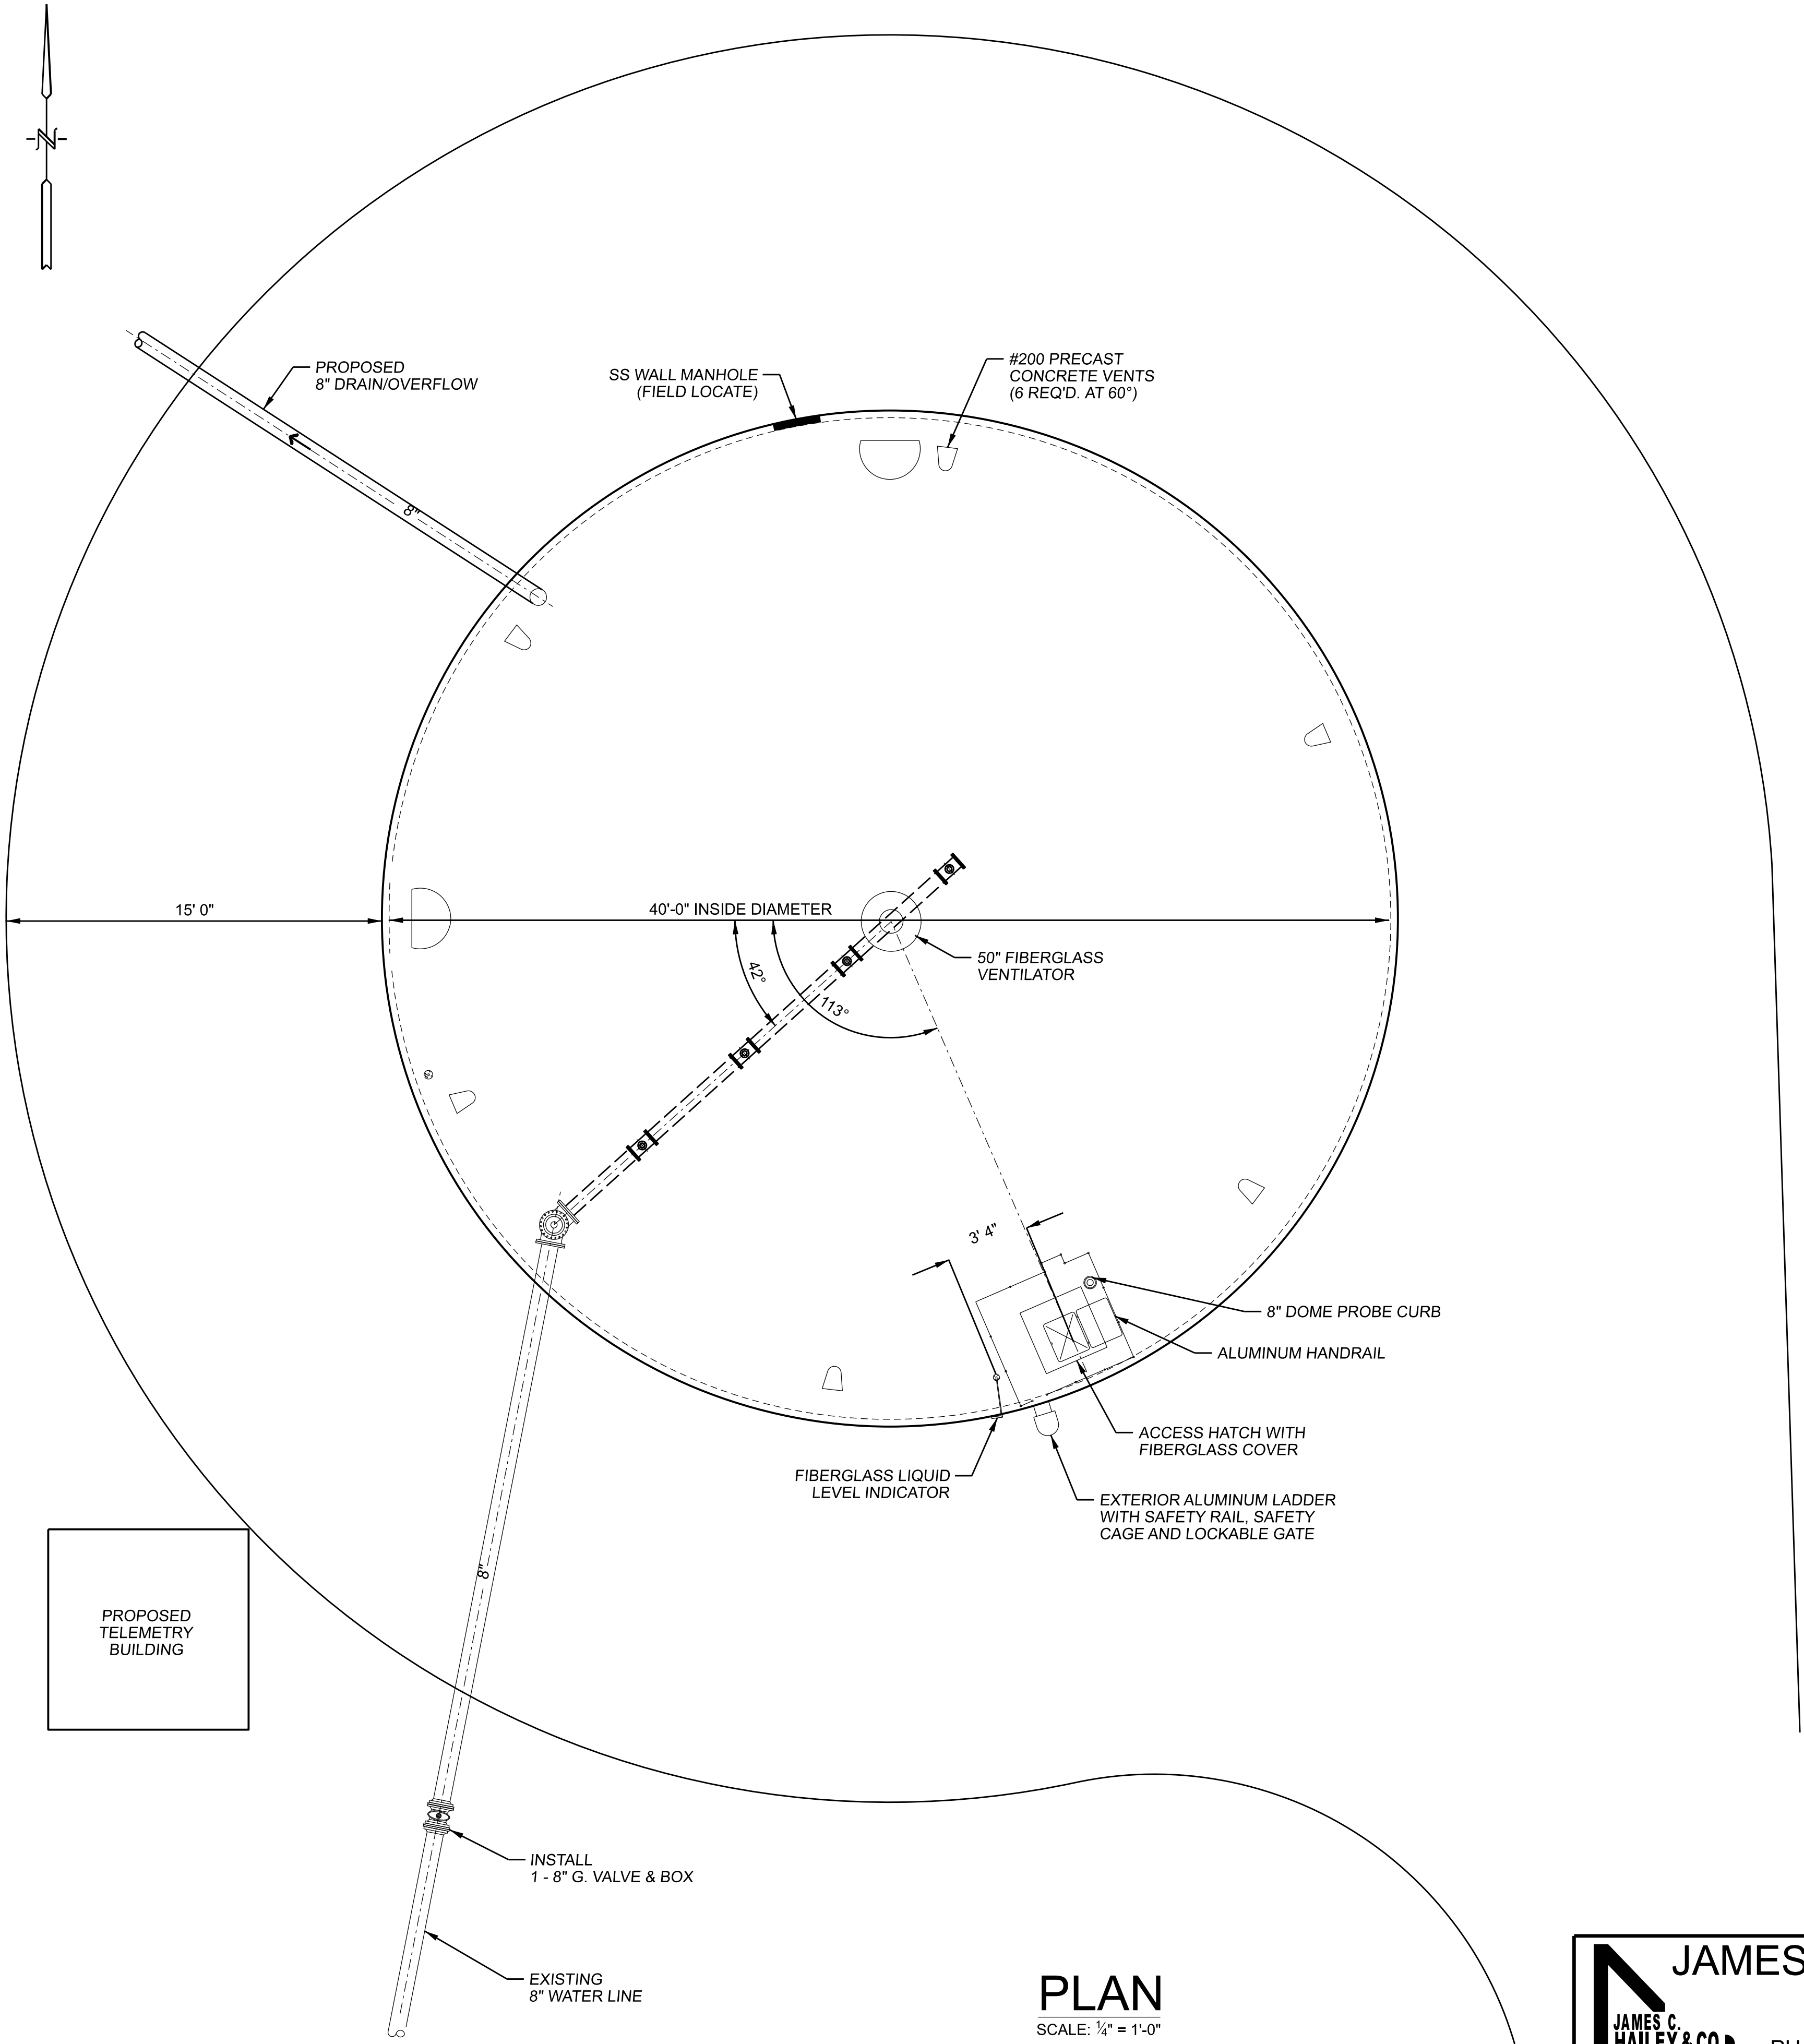 N
PROPOSED
8" DRAIN/OVERFLOW
SS WALL MANHOLE
(FIELD LOCATE)
#200 PRECAST
CONCRETE VENTS
(6 REQ'D. AT 60°)
8"
15' 0"
40'-0" INSIDE DIAMETER
50" FIBERGLASS
VENTILATOR
42°
113°
3' 4"
8" DOME PROBE CURB
ALUMINUM HANDRAIL
ACCESS HATCH WITH
FIBERGLASS COVER
FIBERGLASS LIQUID
LEVEL INDICATOR
EXTERIOR ALUMINUM LADDER
WITH SAFETY RAIL, SAFETY
CAGE AND LOCKABLE GATE
8"
PROPOSED
TELEMETRY
BUILDING
INSTALL
1 - 8" G. VALVE & BOX
EXISTING
8" WATER LINE
PLAN
SCALE: ¼" = 1'-0"
JAMES
JAMES C.
HAILEY & CO